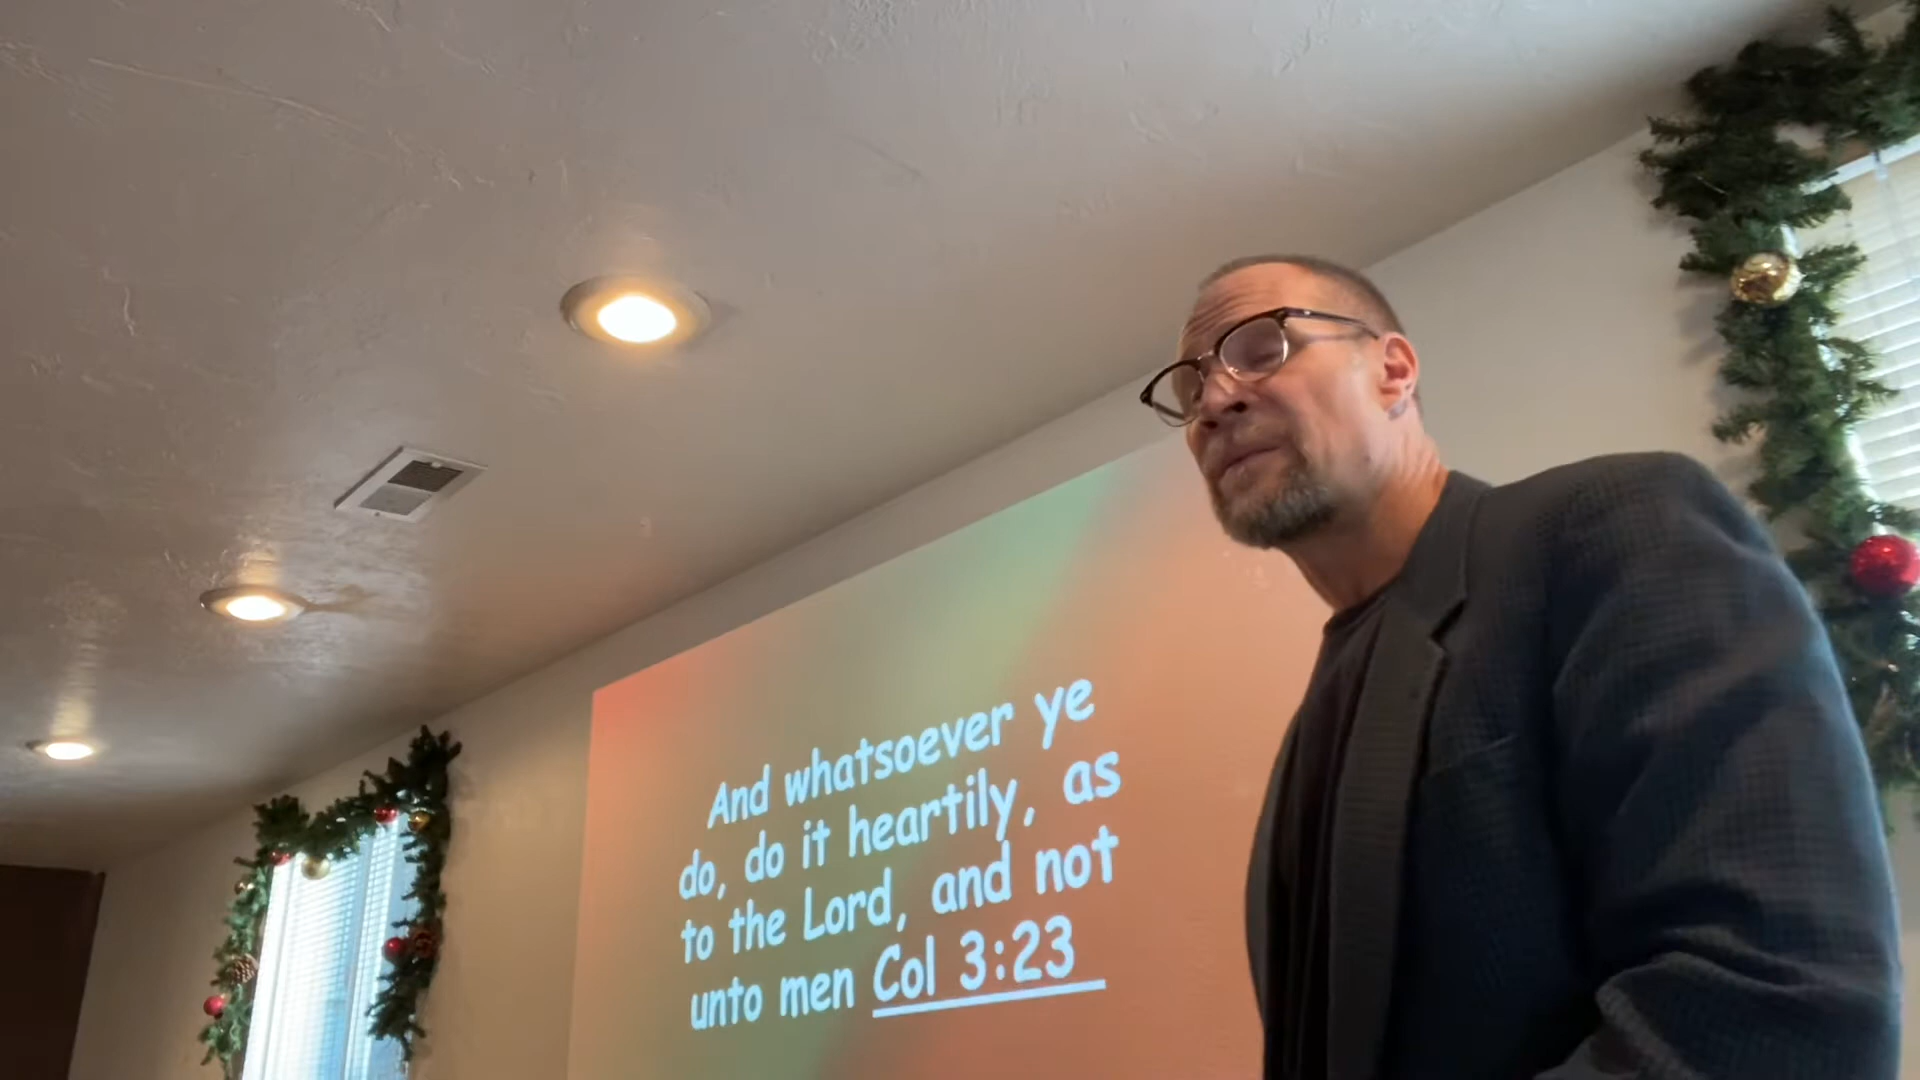 And whatsoever ye
do, do it heartily, as
to the Lord, and not
unto men Col 3:23